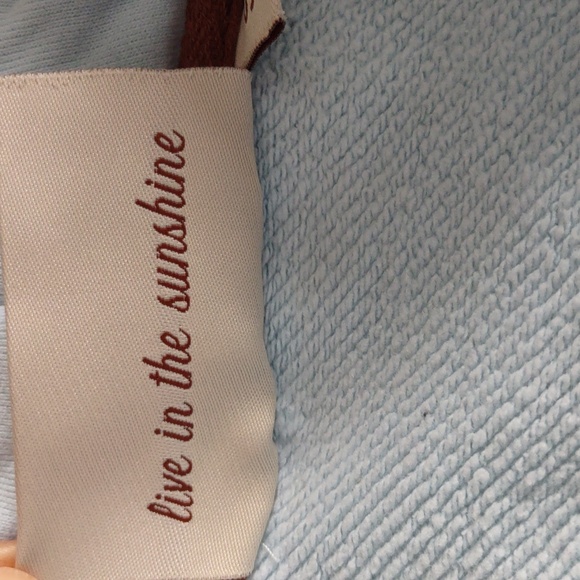 live in the sunshine